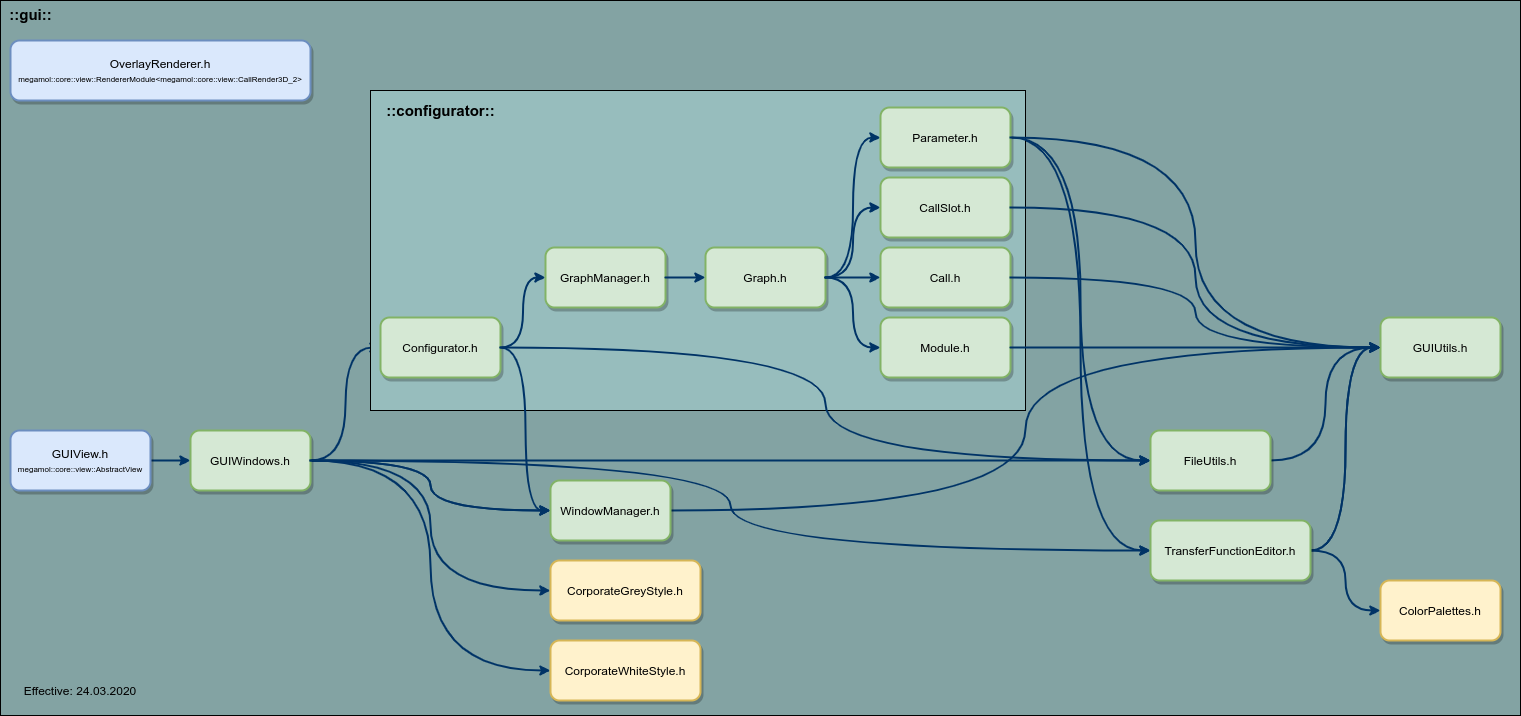 ::gui::
OverlayRenderer.h
megamol::core::view::RendererModule<megamol::core::view::CallRender3D_2>
::configurator::
Parameter.h
CallSlot.h
GraphManager.h
Graph.h
Call.h
Configurator.h
Module.h
GUIUtils.h
GUIView.h
megamol::core::view::AbstractView
GUIWindows.h
FileUtils.h
WindowManager.h
TransferFunctionEditor.h
CorporateGreyStyle.h
ColorPalettes.h
CorporateWhiteStyle.h
Effective: 24.03.2020